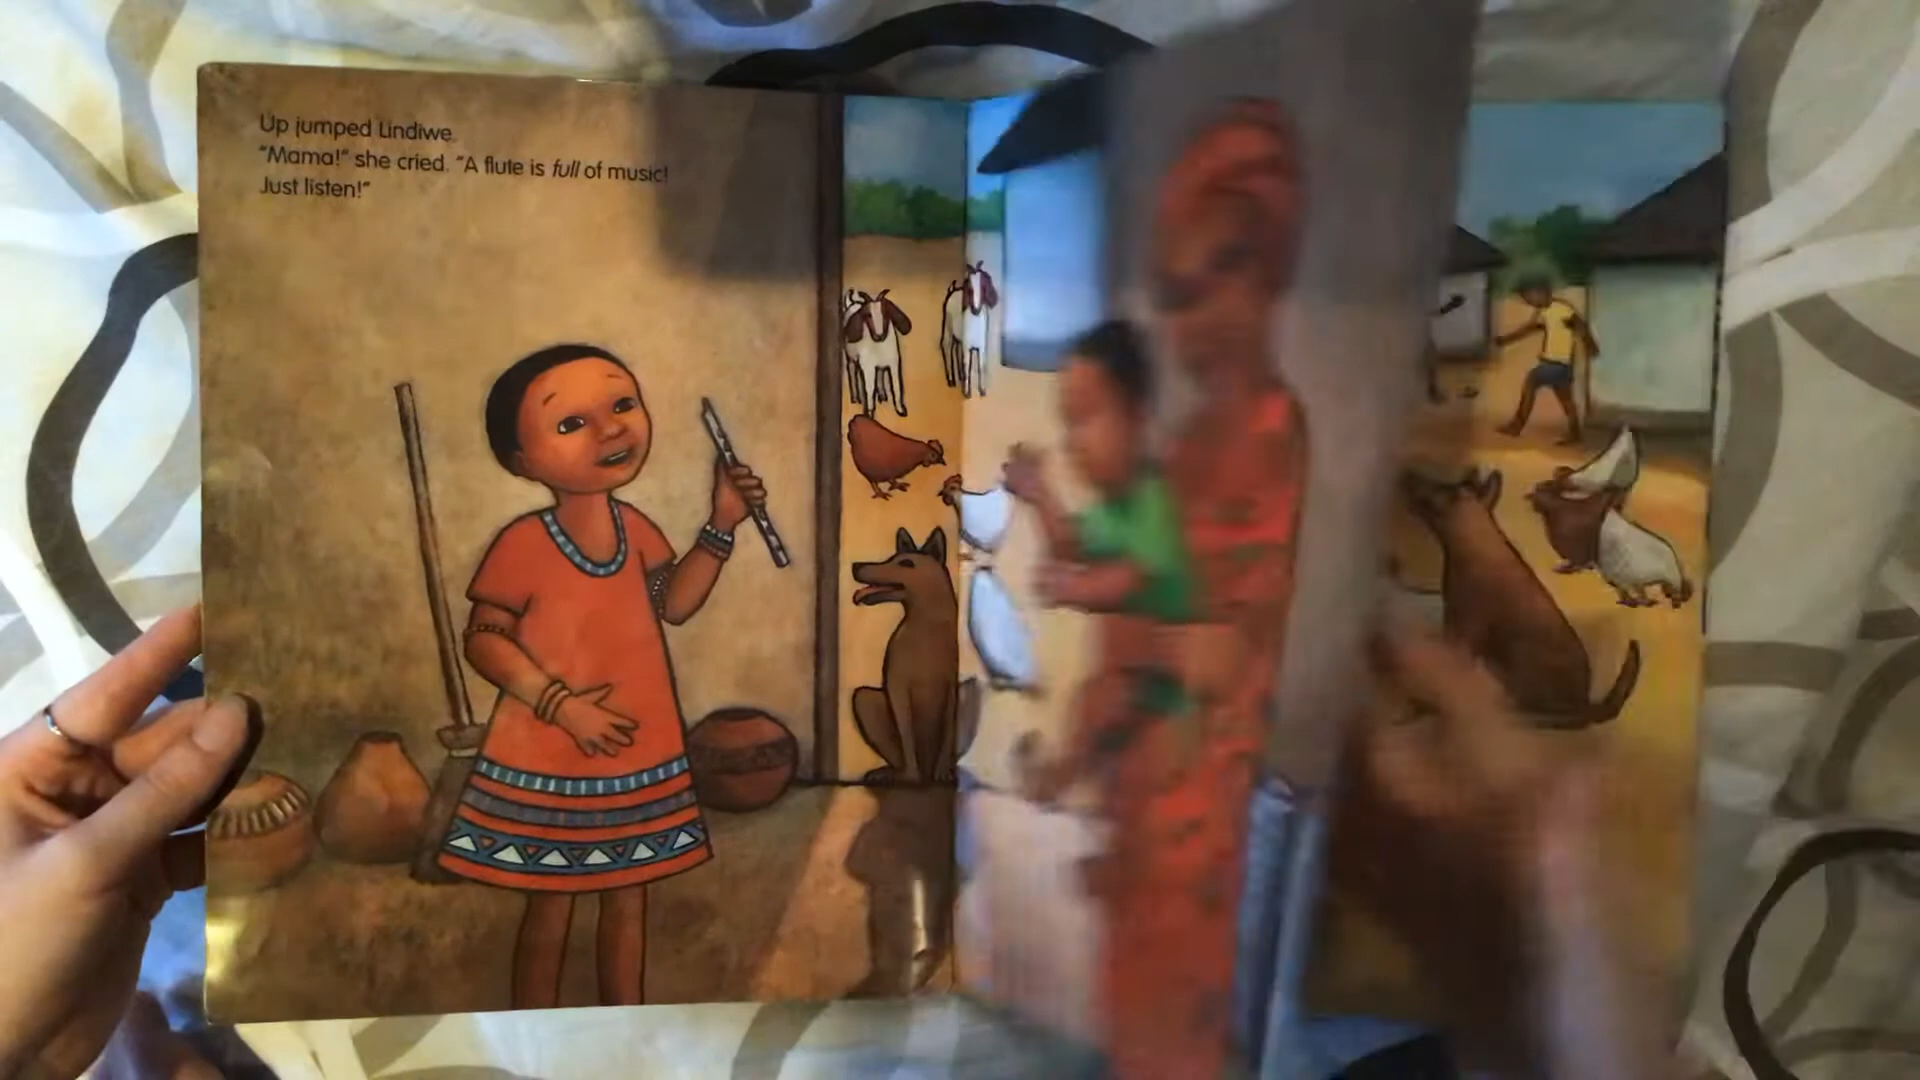 Up jumped Lindiwe.
"Mama!" she cried. "A flute is full of music!
Just listen!"